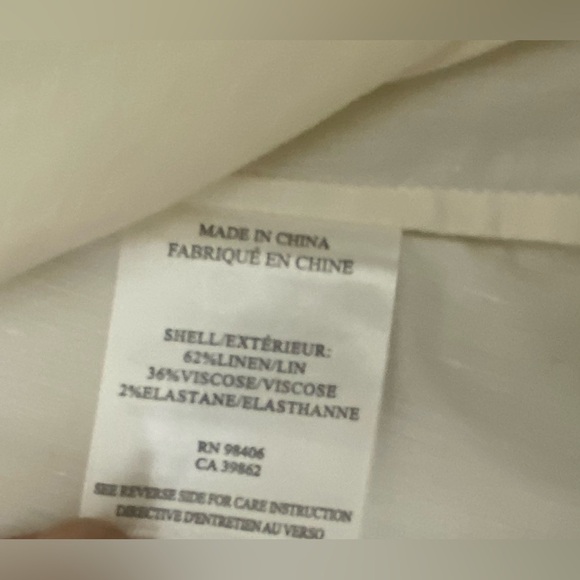 MADE IN CHINA
FABRIQUÉ EN CHINE
SHELL/EXTÉRIEUR:
62%LINEN/LIN
36%VISCOSE/VISCOSE
2%ELASTANE/ELASTHANNE
RN 98406
CA 39862
SEE REVERSE SIDE FOR CARE INSTRUCTION
DIRECTIVE D'ENTRETIEN AU VERSO